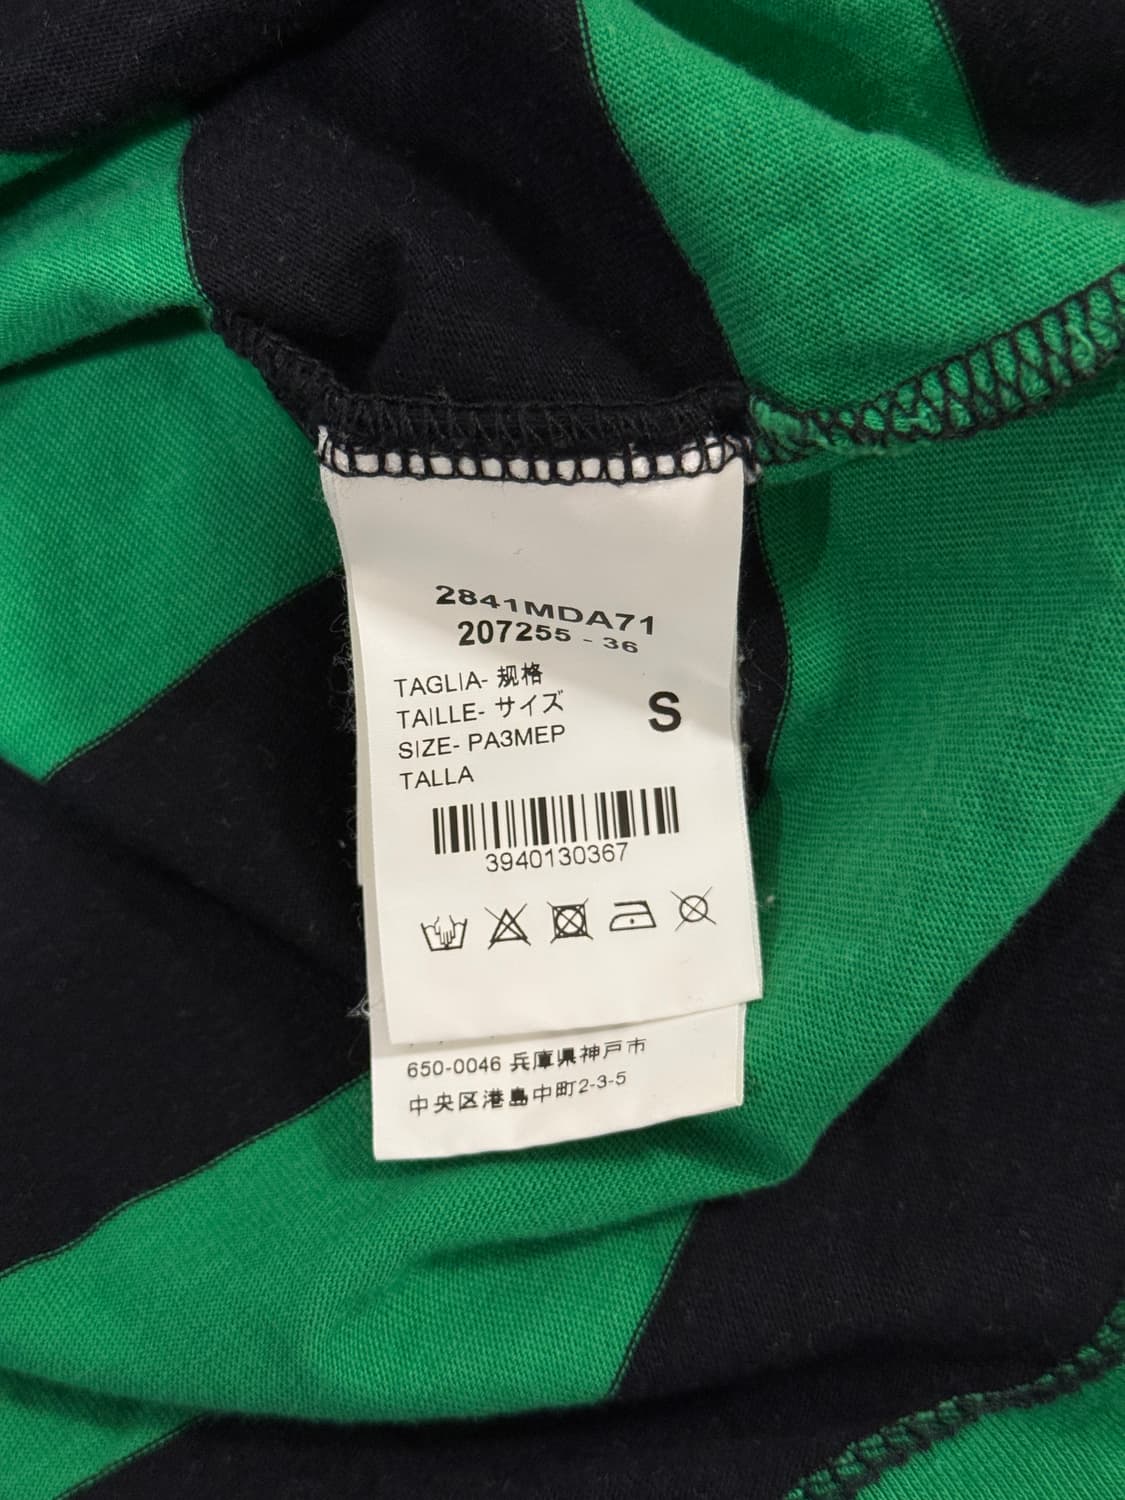 2841MDA71
207255 - 36
TAGLIA- 规格
TAILLE- サイズ
SIZE- PA3MEP
TALLA
S
3940130367
650-0046 兵庫県神戸市
中央区港島中町2-3-5